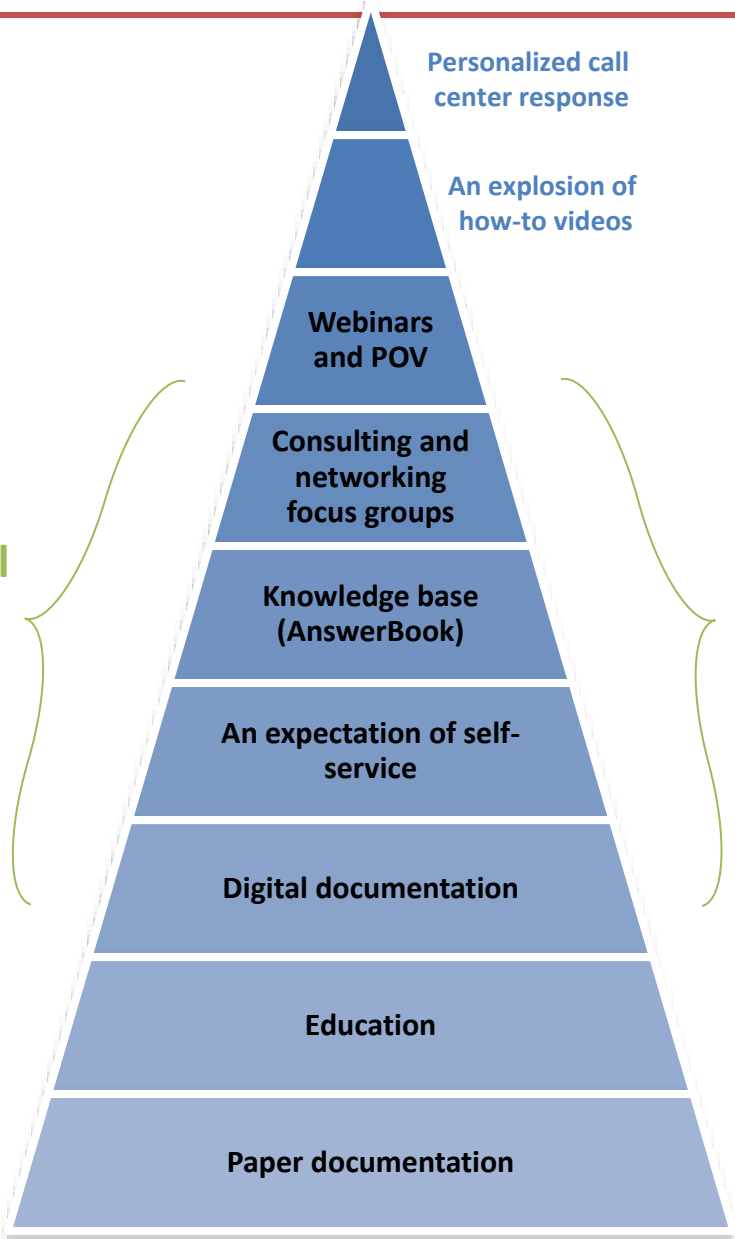 Personalized call
center response
An explosion of
how-to videos
Webinars
and POV
Consulting and
networking
focus groups
Knowledge base
(AnswerBook)
An expectation of self-
service
Digital documentation
Education
Paper documentation